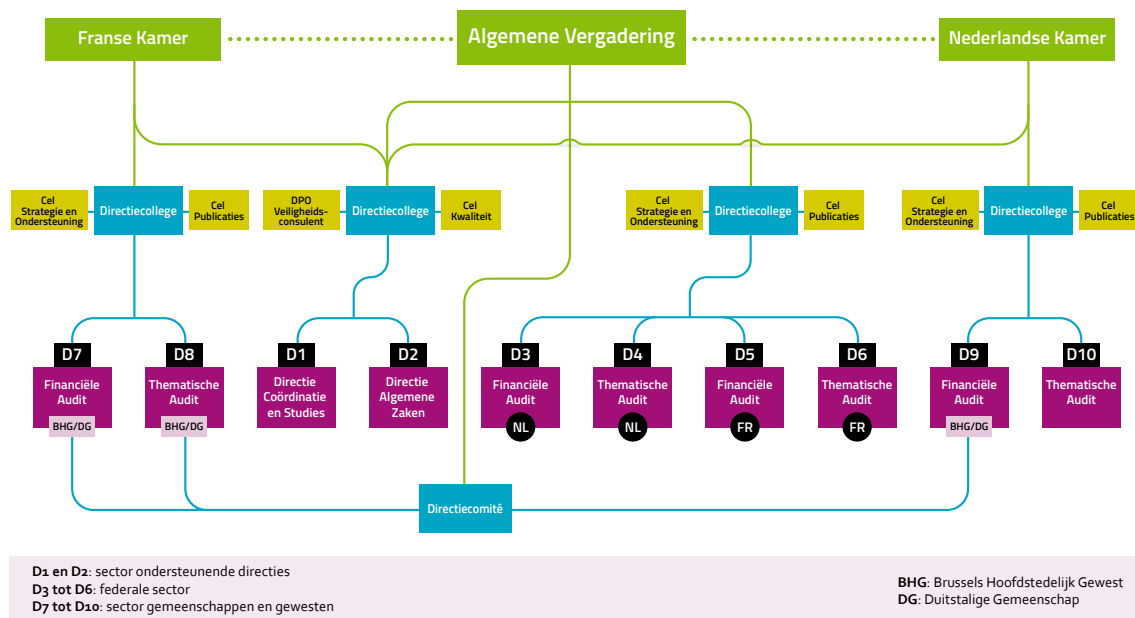 Franse Kamer
Algemene Vergadering
Nederlandse Kamer
Cel
Strategie en
Ondersteuning
Directiecollege
Cel
Publicaties
DPO
Veiligheids-
consulent
Directiecollege
Cel
Kwaliteit
Cel
Strategie en
Ondersteuning
Directiecollege
Cel
Publicaties
Cel
Strategie en
Ondersteuning
Directiecollege
Cel
Publicaties
D7
Financiële
Audit
BHG/DG
D8
Thematische
Audit
BHG/DG
D1
Directie
Coördinatie
en Studies
D2
Directie
Algemene
Zaken
D3
Financiële
Audit
NL
D4
Thematische
Audit
NL
D5
Financiële
Audit
FR
D6
Thematische
Audit
FR
D9
Financiële
Audit
BHG/DG
D10
Thematische
Audit
Directiecomité
D1 en D2: sector ondersteunende directies
D3 tot D6: federale sector
D7 tot D10: sector gemeenschappen en gewesten
BHG: Brussels Hoofdstedelijk Gewest
DG: Duitstalige Gemeenschap